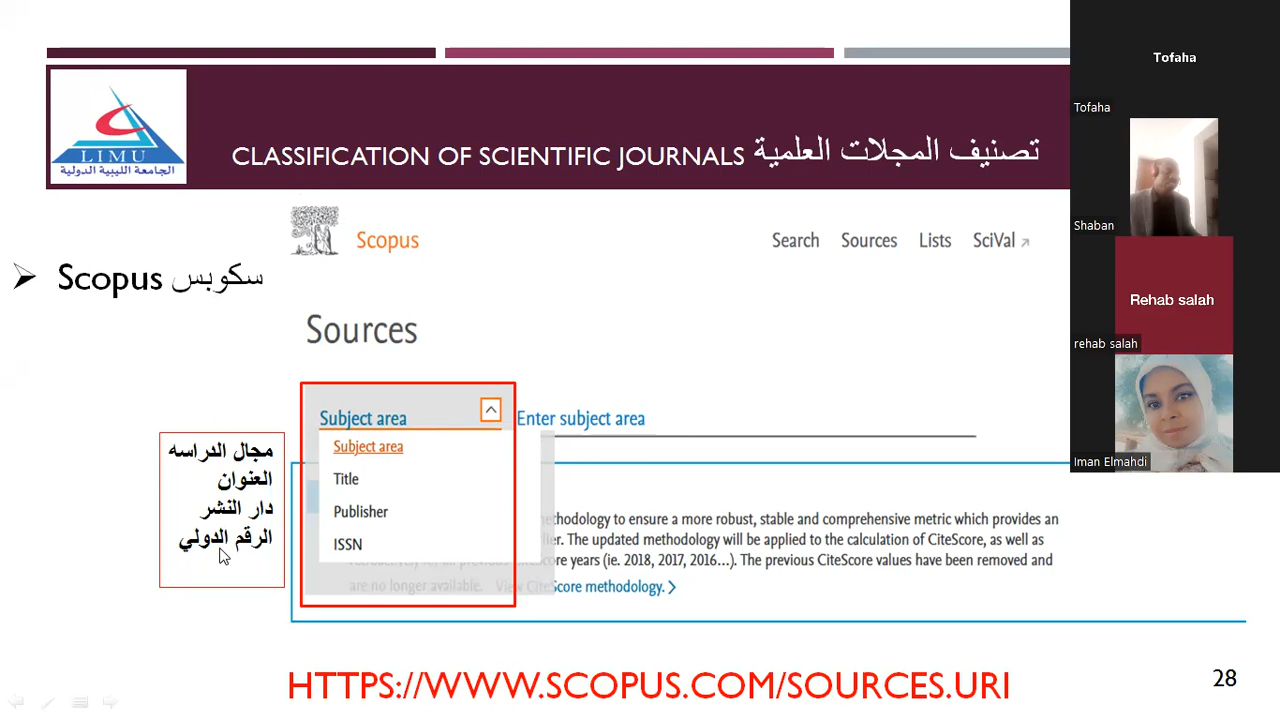 LIMU
الجامعة الليبية الدولية
CLASSIFICATION OF SCIENTIFIC JOURNALS تصنيف المجلات العلمية
Scopus
Search Sources Lists SciVal
Scopus سكوبس
Sources
Subject area
Enter subject area
Subject area
Title
Publisher
ISSN
مجال الدراسه
العنوان
دار النشر
الرقم الدولي
thodology to ensure a more robust, stable and comprehensive metric which provides an
ier. The updated methodology will be applied to the calculation of CiteScore, as well as
CiteScore years (ie. 2018, 2017, 2016...). The previous CiteScore values have been removed and
are no longer available. View CiteScore methodology.
HTTPS://WWW.SCOPUS.COM/SOURCES.URI
28
Tofaha
Tofaha
Shaban
Rehab salah
rehab salah
Iman Elmahdi